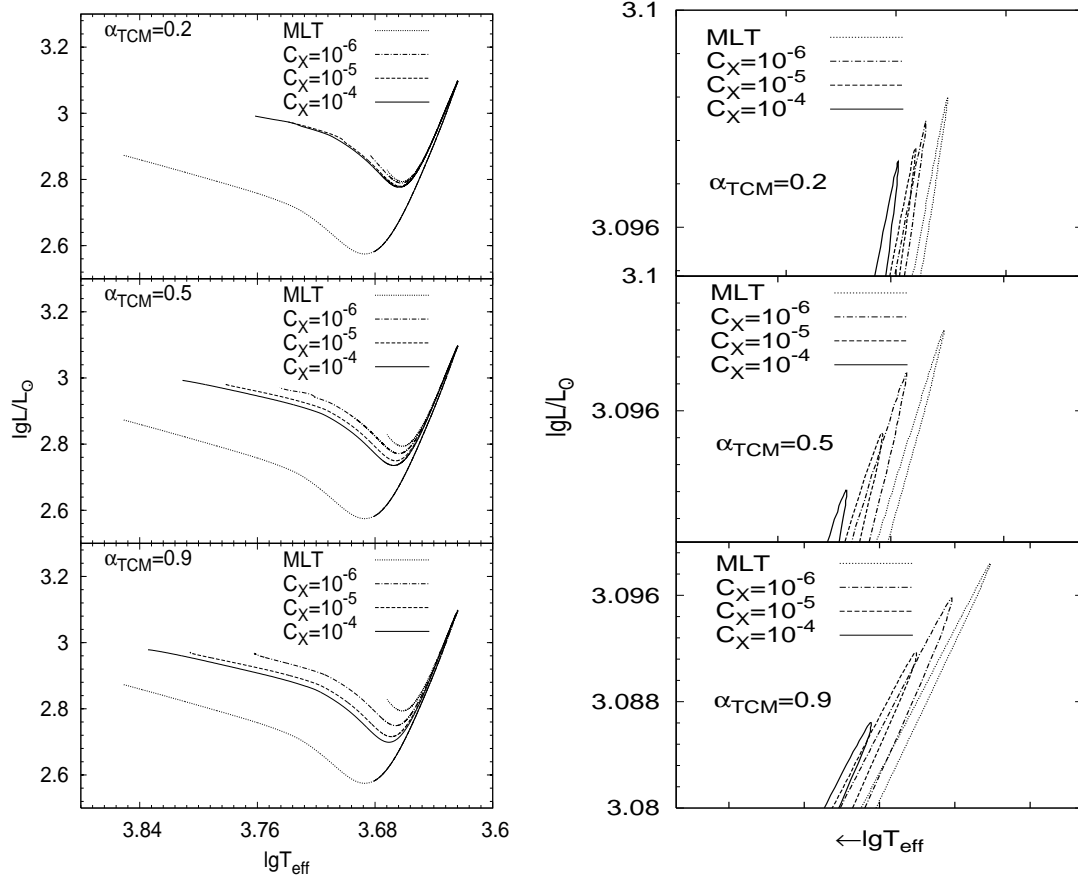 α_TCM=0.2
MLT
C_X=10^-6
C_X=10^-5
C_X=10^-4
3.2
3
2.8
2.6
α_TCM=0.5
MLT
C_X=10^-6
C_X=10^-5
C_X=10^-4
3.2
3
2.8
2.6
lgL/L⊙
α_TCM=0.9
MLT
C_X=10^-6
C_X=10^-5
C_X=10^-4
3.2
3
2.8
2.6
3.84
3.76
3.68
3.6
lgT_eff
3.1
MLT
C_X=10^-6
C_X=10^-5
C_X=10^-4
α_TCM=0.2
3.096
3.1
MLT
C_X=10^-6
C_X=10^-5
C_X=10^-4
3.096
α_TCM=0.5
lgL/L⊙
MLT
C_X=10^-6
C_X=10^-5
C_X=10^-4
3.096
3.088
α_TCM=0.9
3.08
←lgT_eff